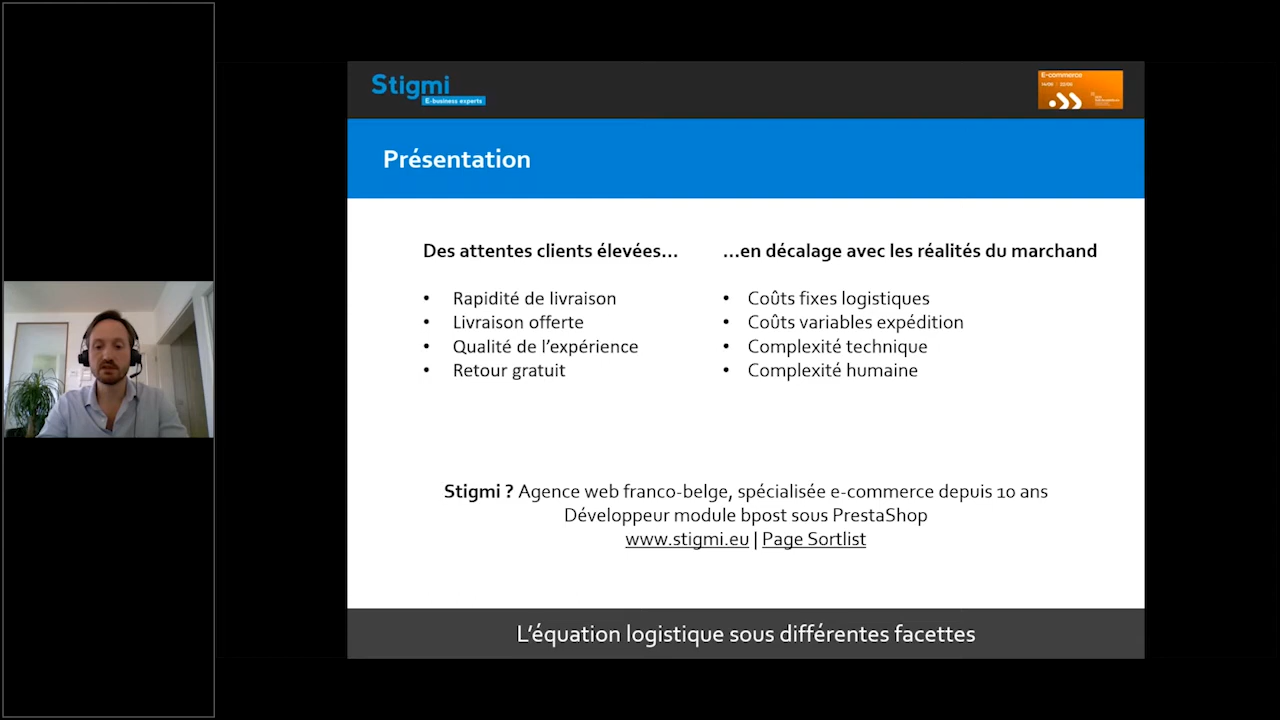 Stigmi
E-business experts
E-commerce
Présentation
Des attentes clients élevées...
• Rapidité de livraison
• Livraison offerte
• Qualité de l'expérience
• Retour gratuit
...en décalage avec les réalités du marchand
• Coûts fixes logistiques
• Coûts variables expédition
• Complexité technique
• Complexité humaine
Stigmi ? Agence web franco-belge, spécialisée e-commerce depuis 10 ans
Développeur module bpost sous PrestaShop
www.stigmi.eu | Page Sortlist
L'équation logistique sous différentes facettes